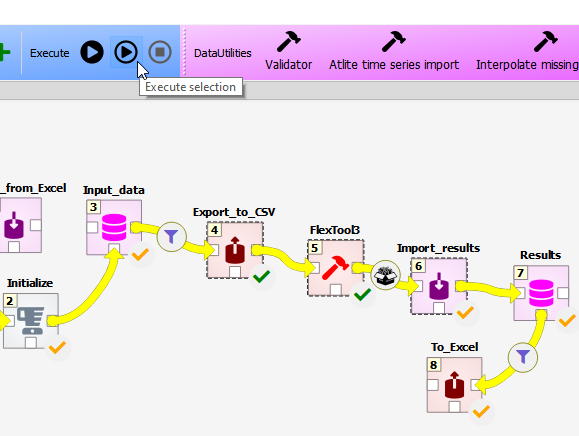 Execute
DataUtilities
Validator
Atlite time series import
Interpolate missing
Execute selection
_from_Excel
Input_data
3
Export_to_CSV
4
FlexTool3
5
Import_results
6
Results
7
Initialize
2
To_Excel
8